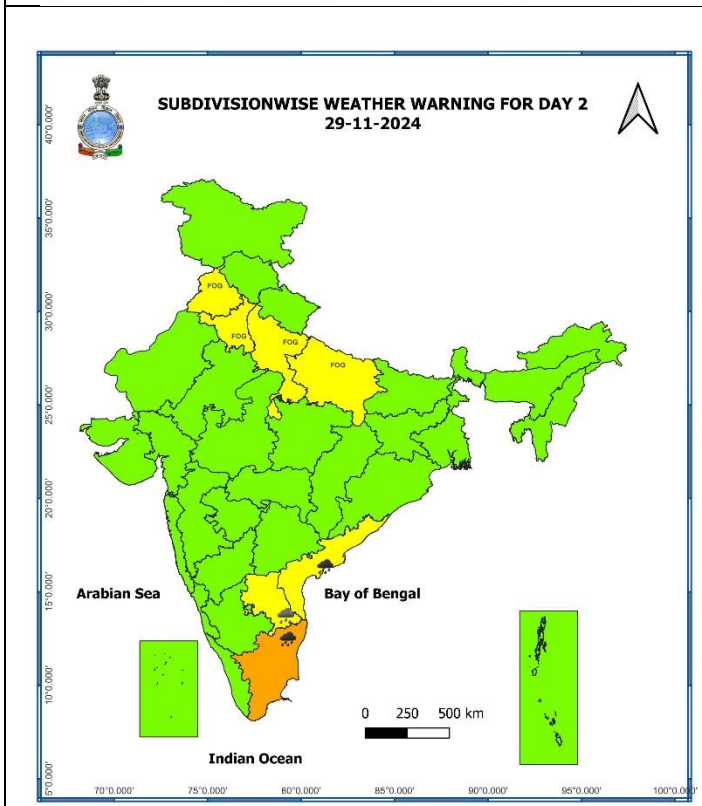 SUBDIVISIONWISE WEATHER WARNING FOR DAY 2
29-11-2024
40°0.000'
35°0.000'
FOG
30°0.000'
FOG
FOG
FOG
25°0.000'
20°0.000'
15°0.000'
Arabian Sea
Bay of Bengal
10°0.000'
0 250 500 km
Indian Ocean
5°0.000'
70°0.000' 75°0.000' 80°0.000' 85°0.000' 90°0.000' 95°0.000' 100°0.000'